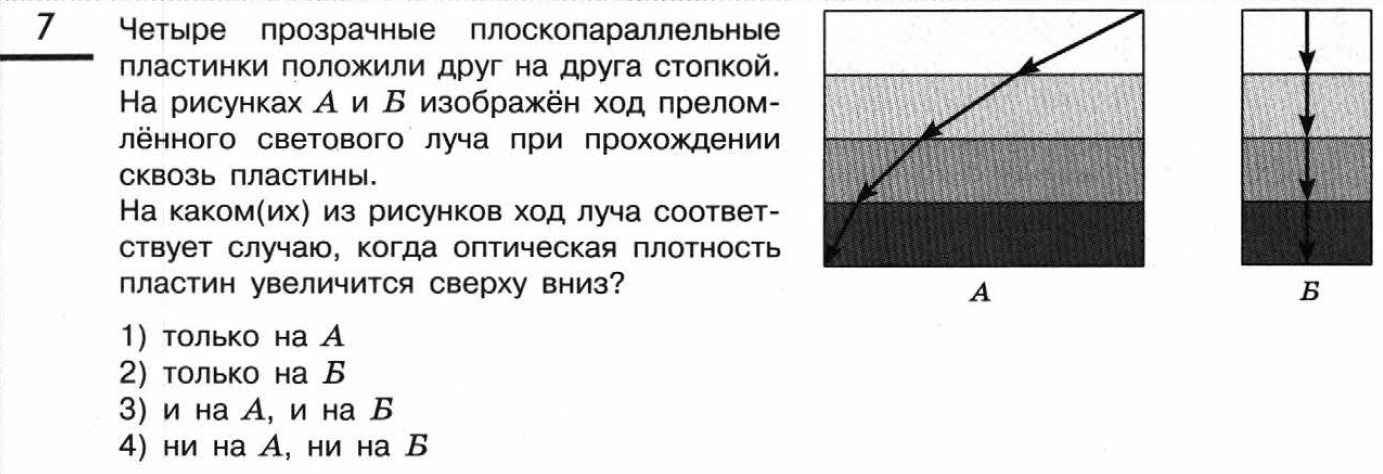 7
Четыре прозрачные плоскопараллельные
пластинки положили друг на друга стопкой.
На рисунках А и Б изображён ход прелом-
лённого светового луча при прохождении
сквозь пластины.
На каком(их) из рисунков ход луча соответ-
ствует случаю, когда оптическая плотность
пластин увеличится сверху вниз?
1) только на А
2) только на Б
3) и на А, и на Б
4) ни на А, ни на Б
А
Б